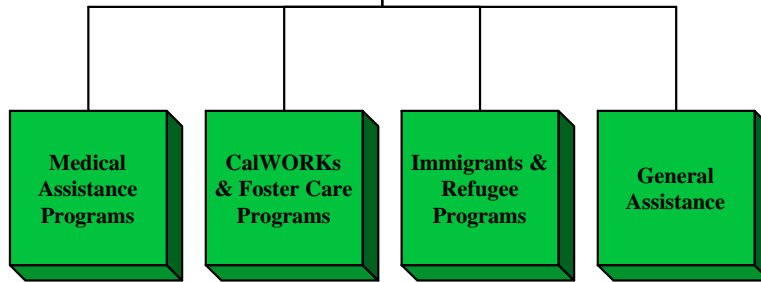 Medical
Assistance
Programs
CalWORKs
& Foster Care
Programs
Immigrants &
Refugee
Programs
General
Assistance